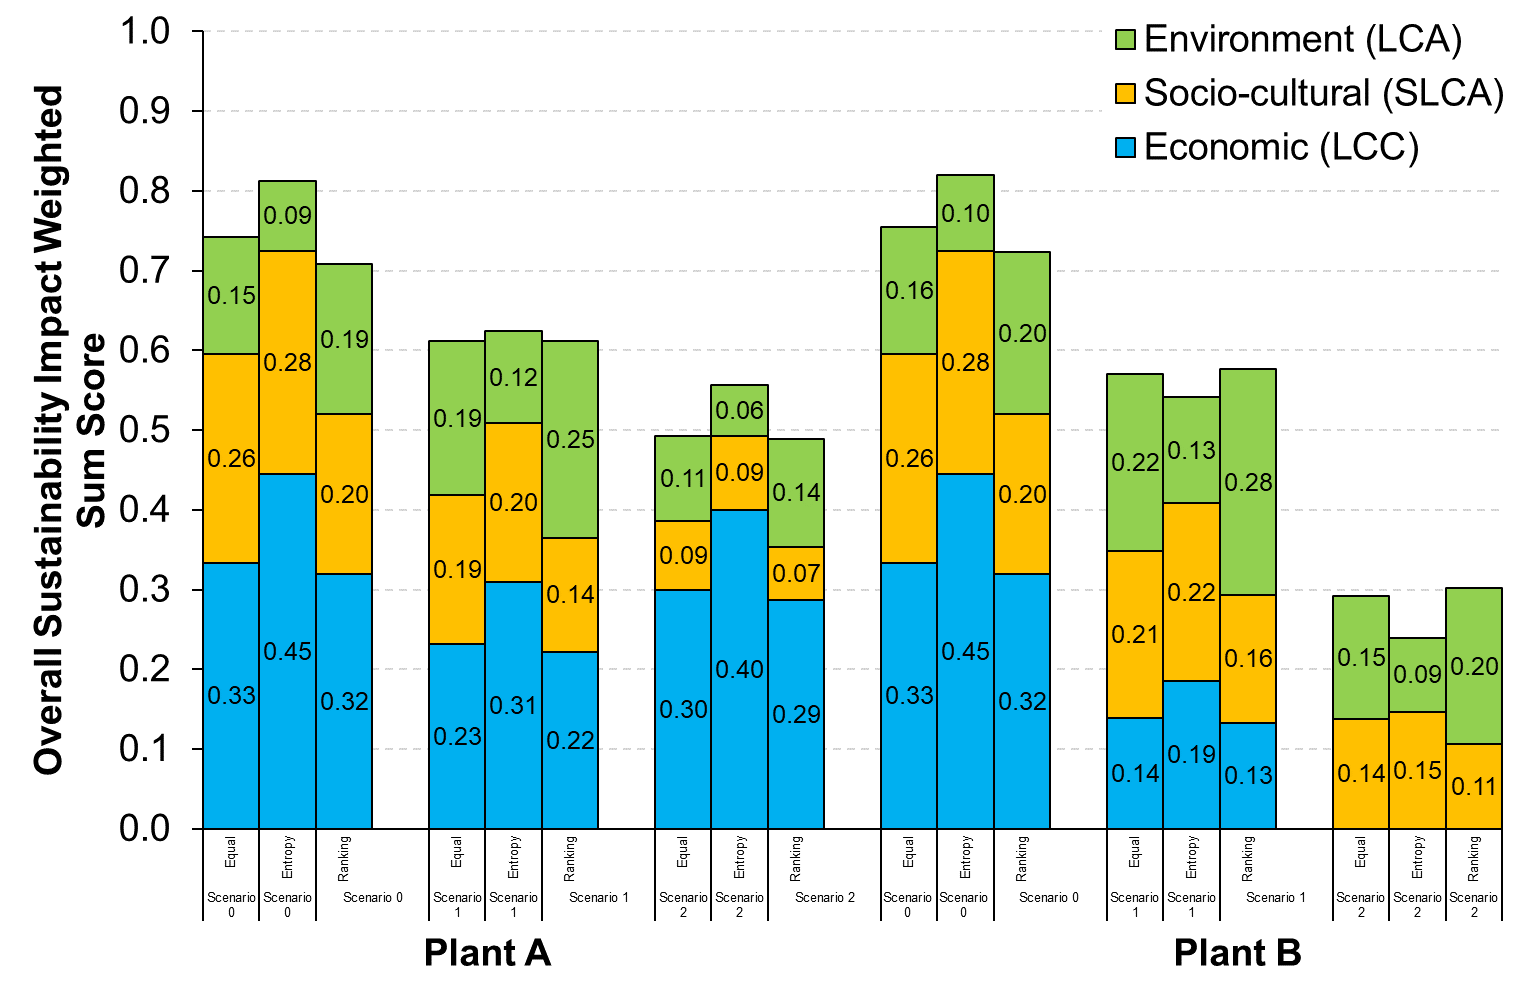 Overall Sustainability Impact Weighted
Sum Score
1.0
0.9
0.8
0.7
0.6
0.5
0.4
0.3
0.2
0.1
0.0
Environment (LCA)
Socio-cultural (SLCA)
Economic (LCC)
0.15
0.26
0.33
0.09
0.28
0.45
0.19
0.20
0.32
0.19
0.19
0.23
0.12
0.20
0.31
0.25
0.14
0.22
0.11
0.09
0.30
0.06
0.09
0.40
0.14
0.07
0.29
0.16
0.26
0.33
0.10
0.28
0.45
0.20
0.20
0.32
0.22
0.21
0.14
0.13
0.22
0.19
0.28
0.16
0.13
0.15
0.14
0.09
0.15
0.20
0.11
Equal
Entropy
Ranking
Equal
Entropy
Ranking
Equal
Entropy
Ranking
Equal
Entropy
Ranking
Equal
Entropy
Ranking
Equal
Entropy
Ranking
Scenario
0
Scenario
0
Scenario 0
Scenario
1
Scenario
1
Scenario 1
Scenario
2
Scenario
2
Scenario 2
Scenario
0
Scenario
0
Scenario 0
Scenario
1
Scenario
1
Scenario 1
Scenario
2
Scenario
2
Scenario
2
Plant A
Plant B